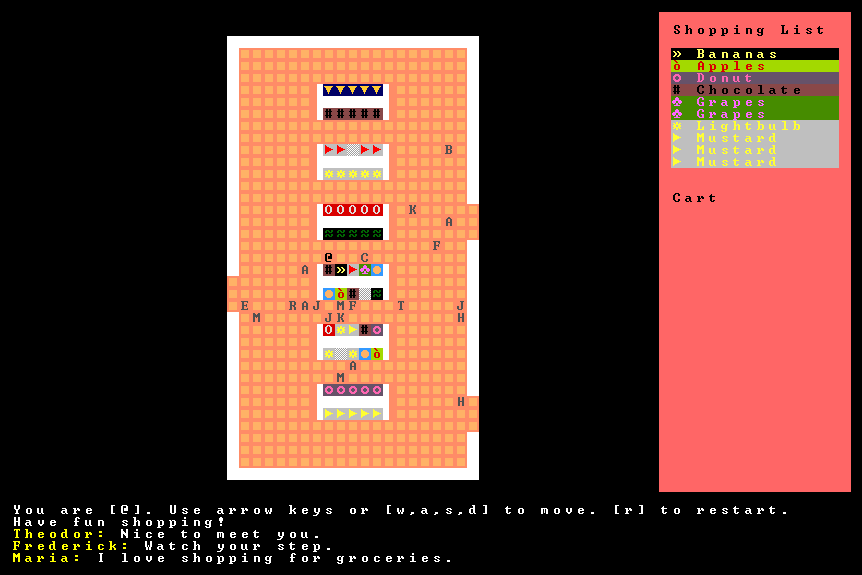 Shopping List
» Bananas
ò Apples
Donut
# Chocolate
♣ Grapes
♣ Grapes
Lightbulb
► Mustard
► Mustard
► Mustard
Cart
#####
B
OOOOO
K
A
F
@ C
A # »
ò #
E R A J M F T J
M J K H
O #
ò
A
M
H
You are [@]. Use arrow keys or [w,a,s,d] to move. [r] to restart.
Have fun shopping!
Theodor: Nice to meet you.
Frederick: Watch your step.
Maria: I love shopping for groceries.